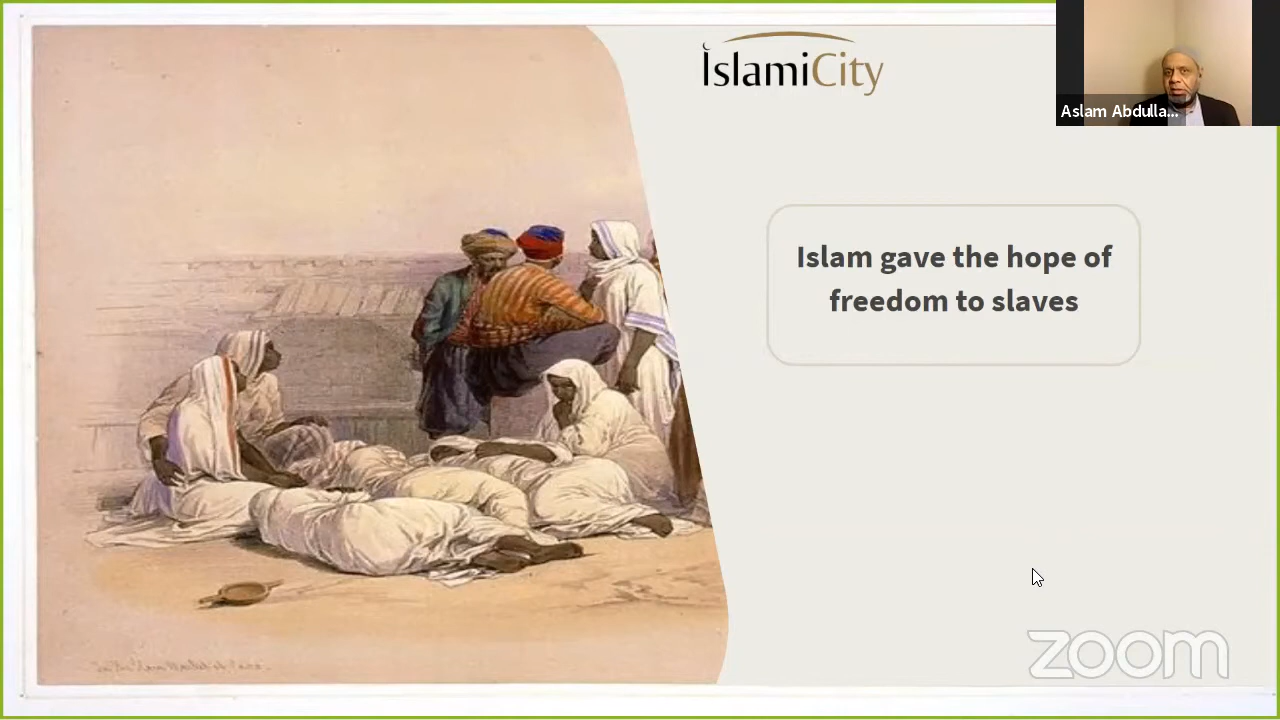 IslamiCity
Aslam Abdulla...
Islam gave the hope of
freedom to slaves
zoom